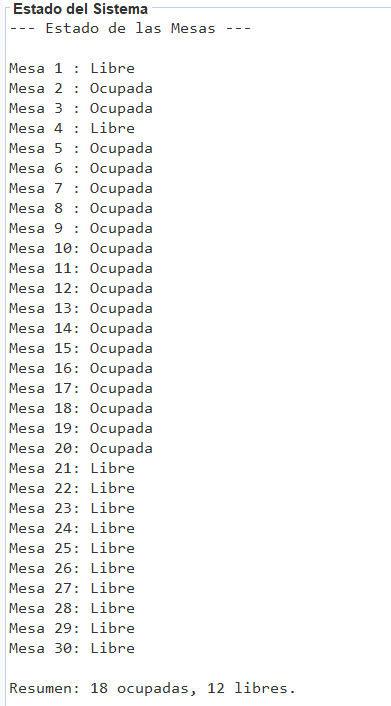 Estado del Sistema
--- Estado de las Mesas ---
Mesa 1 : Libre
Mesa 2 : Ocupada
Mesa 3 : Ocupada
Mesa 4 : Libre
Mesa 5 : Ocupada
Mesa 6 : Ocupada
Mesa 7 : Ocupada
Mesa 8 : Ocupada
Mesa 9 : Ocupada
Mesa 10: Ocupada
Mesa 11: Ocupada
Mesa 12: Ocupada
Mesa 13: Ocupada
Mesa 14: Ocupada
Mesa 15: Ocupada
Mesa 16: Ocupada
Mesa 17: Ocupada
Mesa 18: Ocupada
Mesa 19: Ocupada
Mesa 20: Ocupada
Mesa 21: Libre
Mesa 22: Libre
Mesa 23: Libre
Mesa 24: Libre
Mesa 25: Libre
Mesa 26: Libre
Mesa 27: Libre
Mesa 28: Libre
Mesa 29: Libre
Mesa 30: Libre
Resumen: 18 ocupadas, 12 libres.